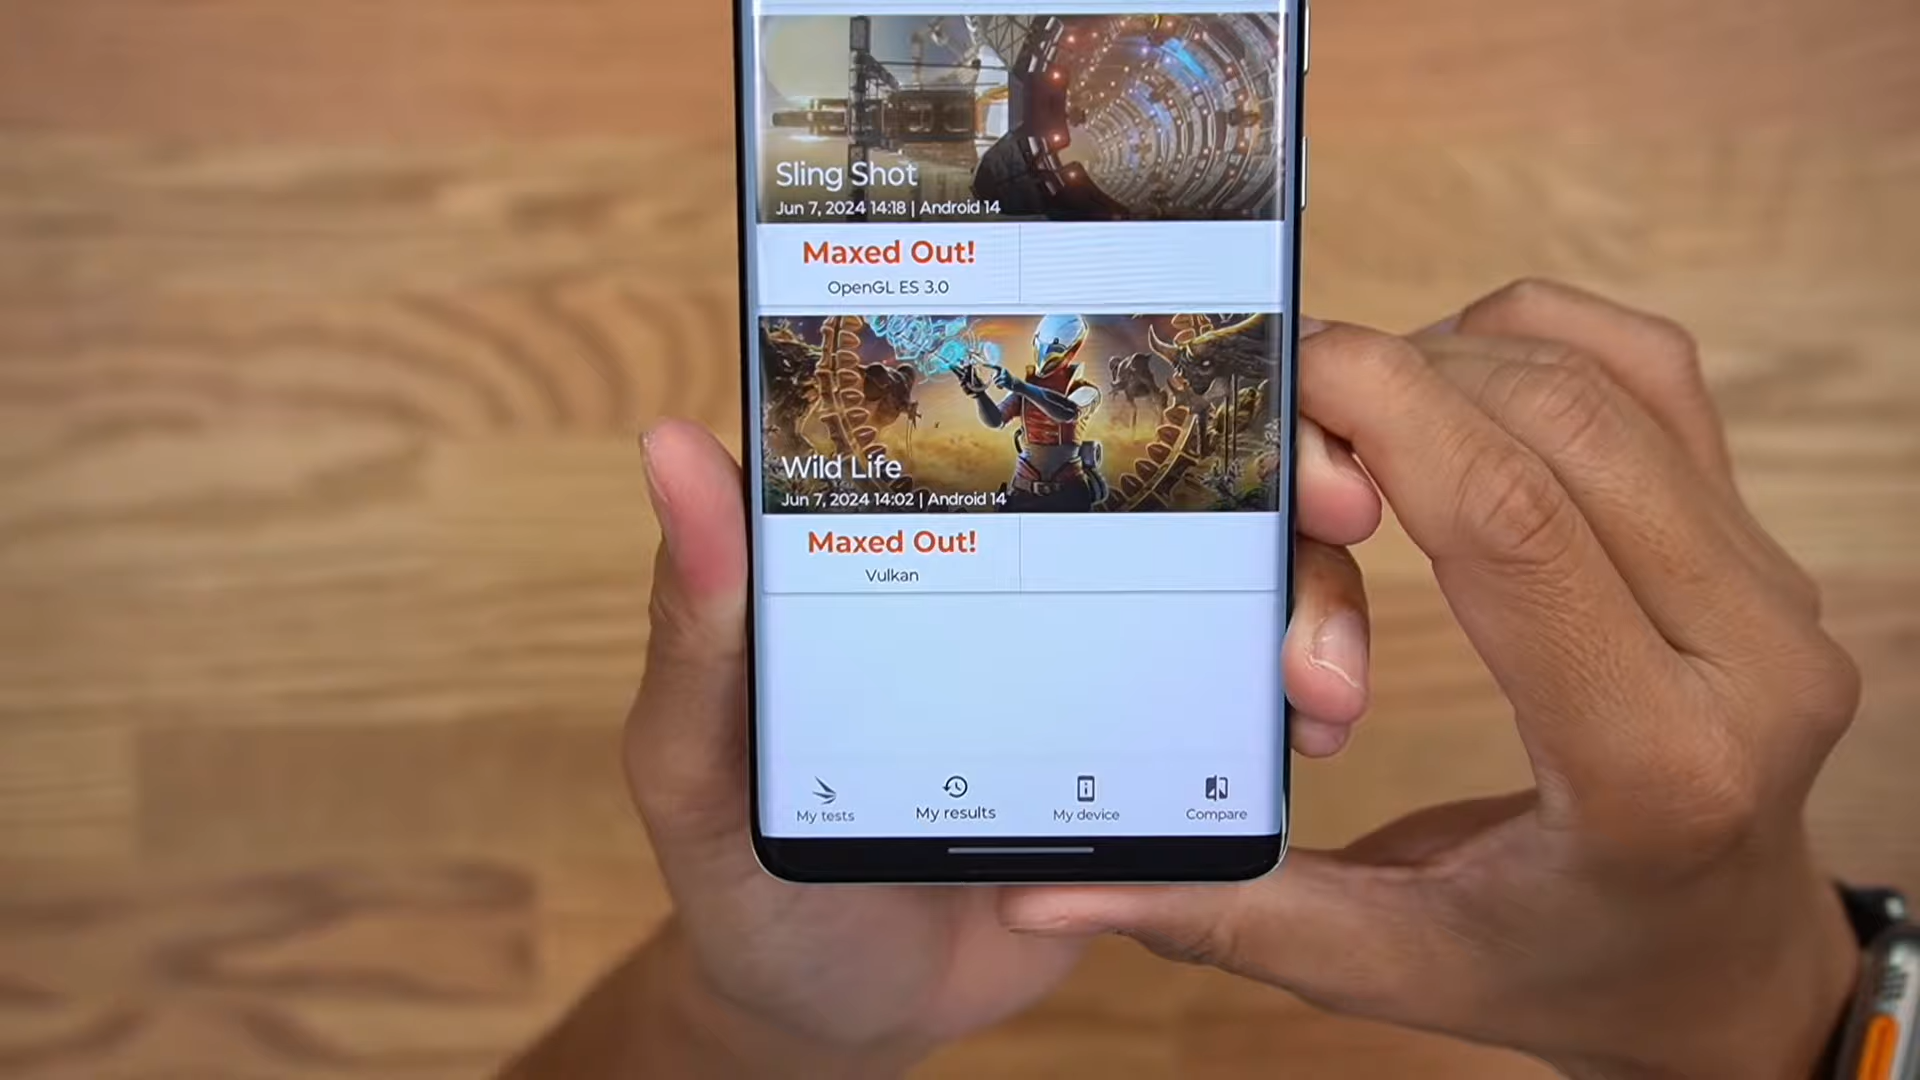 Sling Shot
Jun 7, 2024 14:18 | Android 14
Maxed Out!
OpenGL ES 3.0
Wild Life
Jun 7, 2024 14:02 | Android 14
Maxed Out!
Vulkan
My tests
My results
My device
Compare